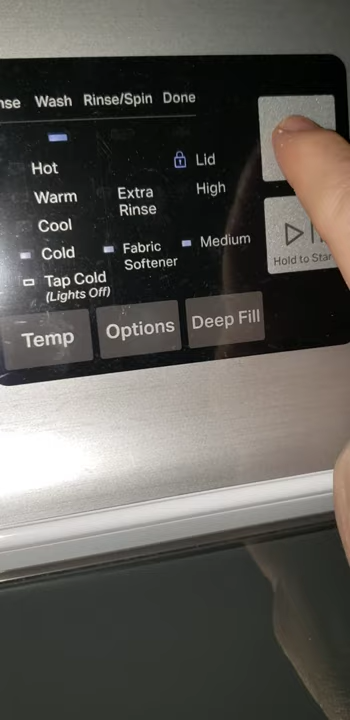 nse Wash Rinse/Spin Done
Hot
Lid
Warm
Extra Rinse
High
Cool
Cold
Fabric Softener
Medium
Tap Cold
(Lights Off)
Hold to Star
Temp
Options
Deep Fill